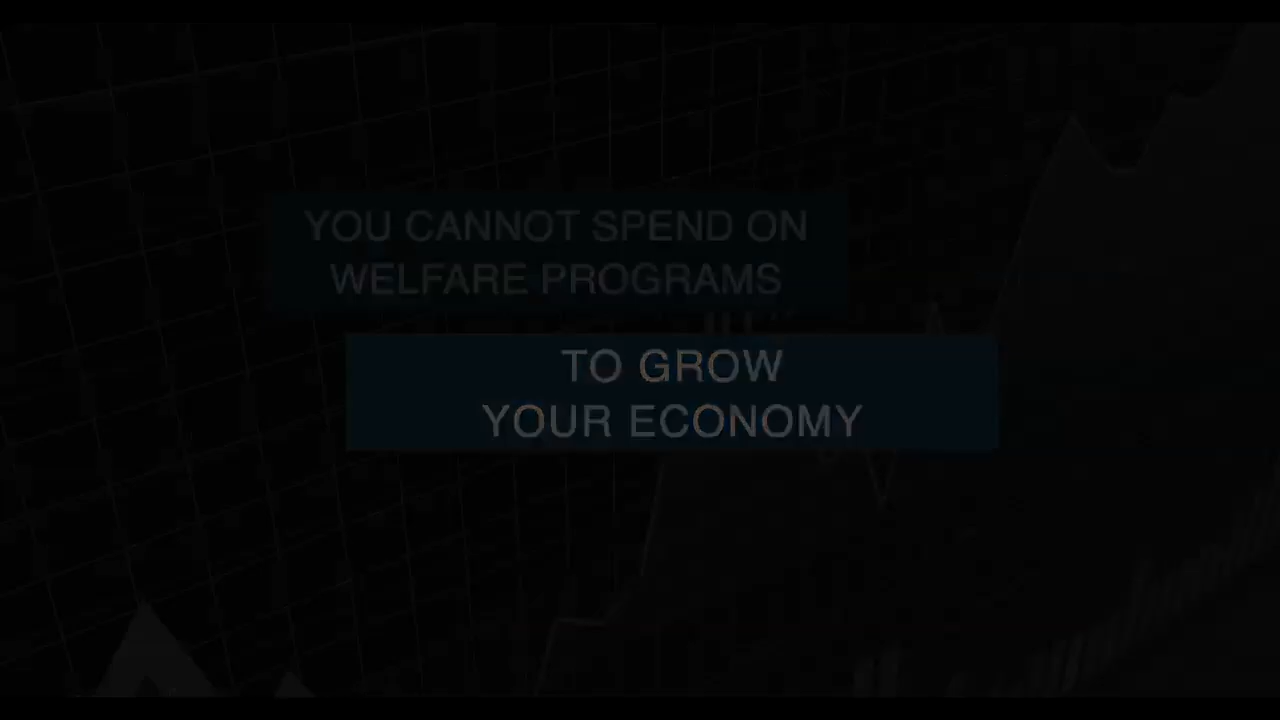 YOU CANNOT SPEND ON
WELFARE PROGRAMS
TO GROW
YOUR ECONOMY